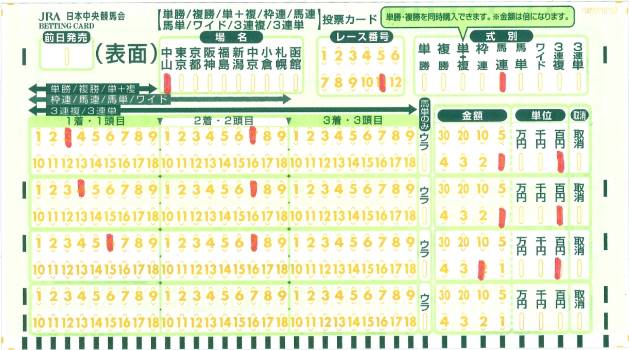 JRA 日本中央競馬会
BETTING CARD
前日発売
(表面)
【単勝/複勝/単+複/枠連/馬連/
馬単/ワイド/3連複/3連単】
投票カード
単勝・複勝を同時購入できます。※金額は倍になります。
場名
中山 東京 京都 阪神 福島 新潟 中京 小倉 札幌 函館
レース番号
1 2 3 4 5 6
7 8 9 10 11 12
式別
単勝 複勝 単+複 枠連 馬連 馬単 ワイド 3連複 3連単
単勝/複勝/単+複
枠連/馬連/馬単/ワイド
3連複/3連単
1着・1頭目 2着・2頭目 3着・3頭目 馬単のみ 金額 単位 取消
1 2 3 4 5 6 7 8 9 1 2 3 4 5 6 7 8 9 1 2 3 4 5 6 7 8 9 ウラ 30 20 10 5 万円 千円 百円 取消
10 11 12 13 14 15 16 17 18 10 11 12 13 14 15 16 17 18 10 11 12 13 14 15 16 17 18 4 3 2 1
1 2 3 4 5 6 7 8 9 1 2 3 4 5 6 7 8 9 1 2 3 4 5 6 7 8 9 ウラ 30 20 10 5 万円 千円 百円 取消
10 11 12 13 14 15 16 17 18 10 11 12 13 14 15 16 17 18 10 11 12 13 14 15 16 17 18 4 3 2 1
1 2 3 4 5 6 7 8 9 1 2 3 4 5 6 7 8 9 1 2 3 4 5 6 7 8 9 ウラ 30 20 10 5 万円 千円 百円 取消
10 11 12 13 14 15 16 17 18 10 11 12 13 14 15 16 17 18 10 11 12 13 14 15 16 17 18 4 3 2 1
1 2 3 4 5 6 7 8 9 1 2 3 4 5 6 7 8 9 1 2 3 4 5 6 7 8 9 ウラ 30 20 10 5 万円 千円 百円 取消
10 11 12 13 14 15 16 17 18 10 11 12 13 14 15 16 17 18 10 11 12 13 14 15 16 17 18 4 3 2 1